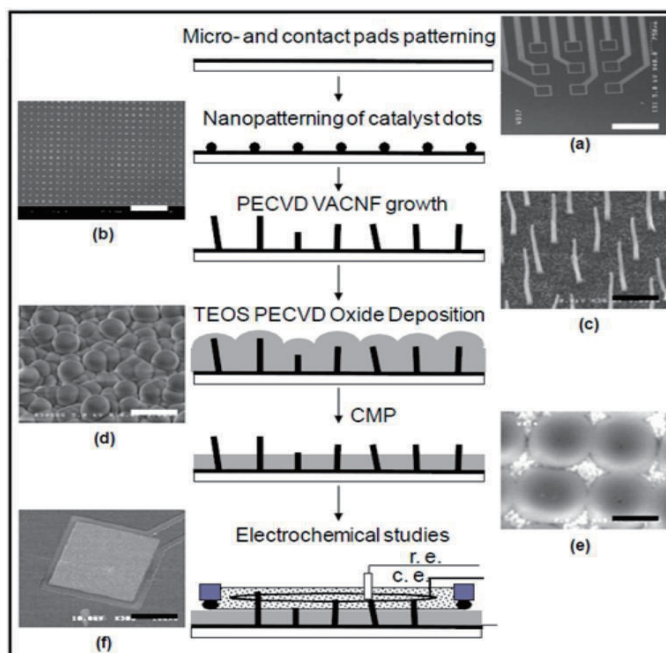 Micro- and contact pads patterning
(a)
Nanopatterning of catalyst dots
(b)
PECVD VACNF growth
(c)
TEOS PECVD Oxide Deposition
(d)
CMP
(e)
Electrochemical studies
r. e.
c. e.
(f)